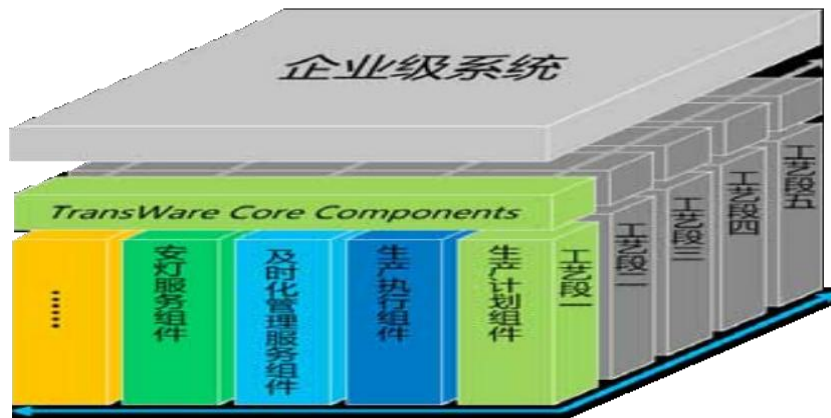 企业级系统
TransWare Core Components
......
安灯服务组件
及时化管理服务组件
生产执行组件
生产计划组件
工艺段一
工艺段二
工艺段三
工艺段四
工艺段五